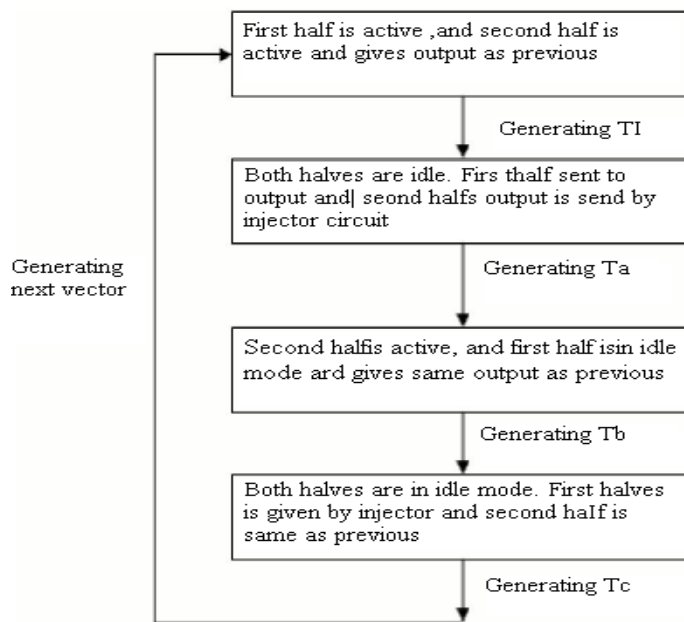 First half is active ,and second half is
active and gives output as previous
Generating TI
Both halves are idle. Firs thalf sent to
output and| seond halfs output is send by
injector circuit
Generating
next vector
Generating Ta
Second halfis active, and first half isin idle
mode ard gives same output as previous
Generating Tb
Both halves are in idle mode. First halves
is given by injector and second half is
same as previous
Generating Tc